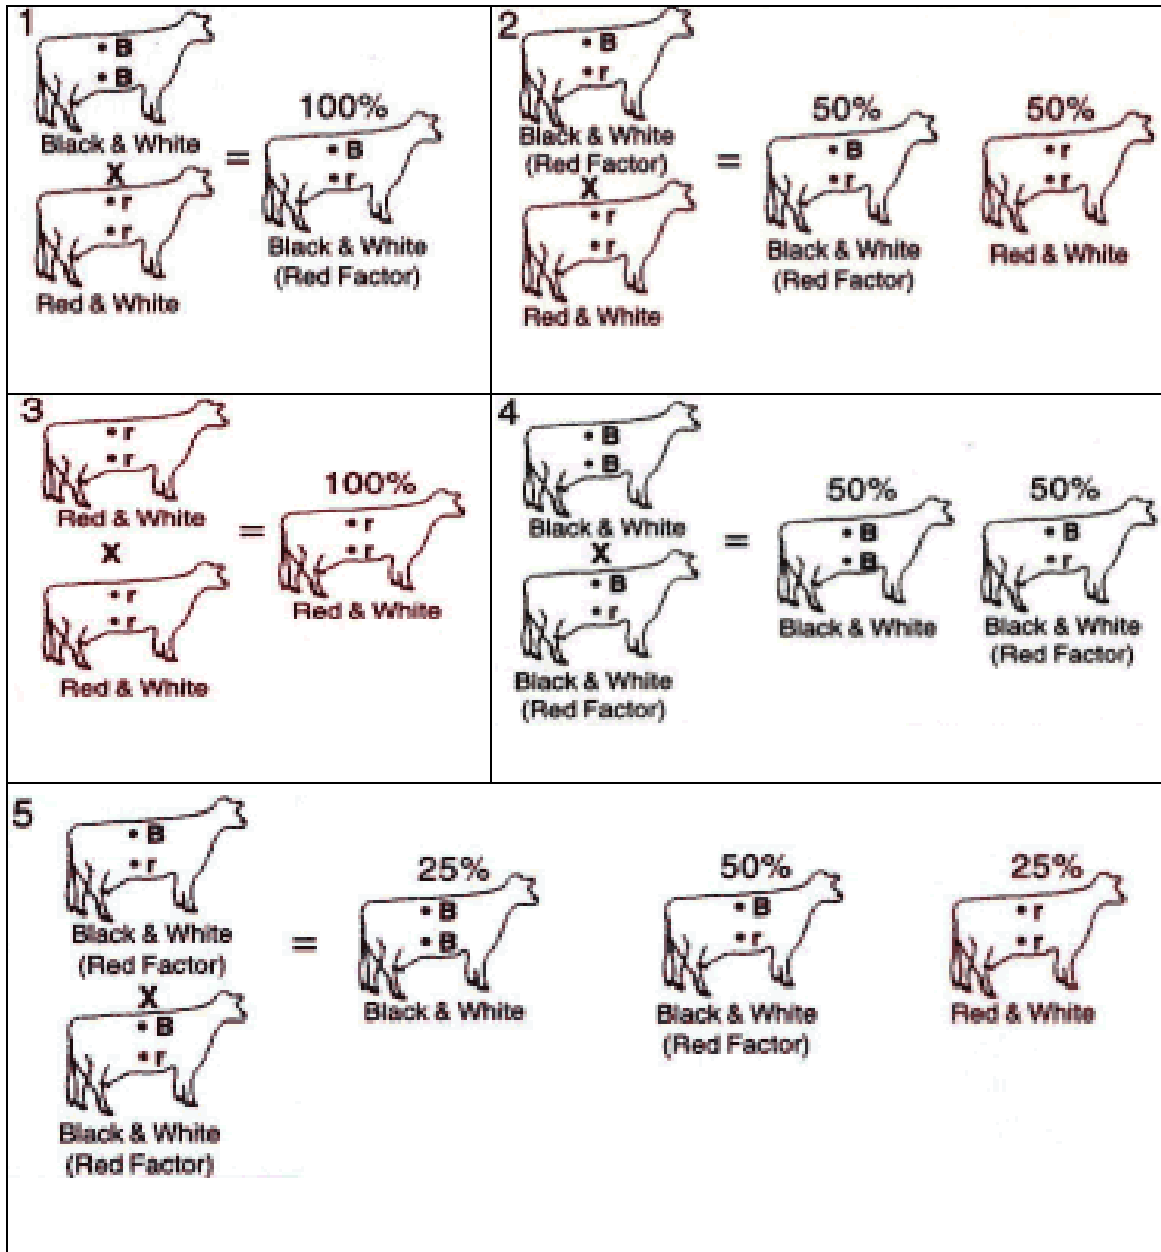 1
B
B
Black & White
X
r
r
Red & White
=
100%
B
r
Black & White
(Red Factor)
2
B
r
Black & White
(Red Factor)
X
r
r
Red & White
=
50%
B
r
Black & White
(Red Factor)
50%
r
r
Red & White
3
r
r
Red & White
X
r
r
Red & White
=
100%
r
r
Red & White
4
B
B
Black & White
X
B
r
Black & White
(Red Factor)
=
50%
B
B
Black & White
50%
B
r
Black & White
(Red Factor)
5
B
r
Black & White
(Red Factor)
X
B
r
Black & White
(Red Factor)
=
25%
B
B
Black & White
50%
B
r
Black & White
(Red Factor)
25%
r
r
Red & White